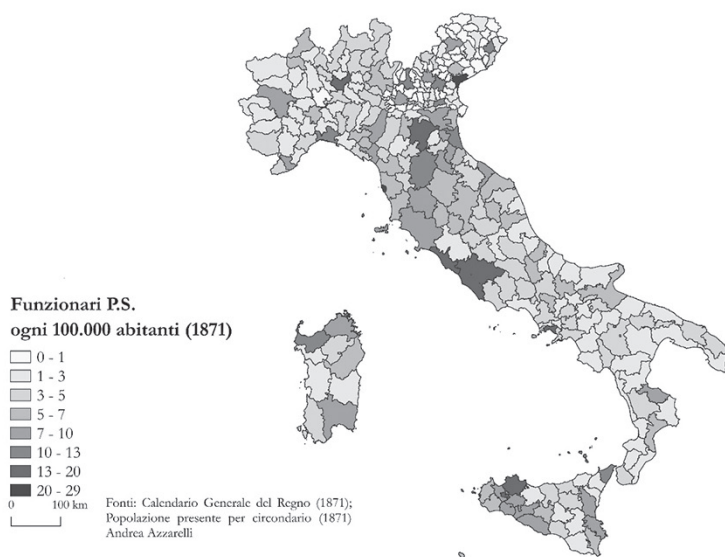 Funzionari P.S.
ogni 100.000 abitanti (1871)
0 - 1
1 - 3
3 - 5
5 - 7
7 - 10
10 - 13
13 - 20
20 - 29
0 100 km
Fonti: Calendario Generale del Regno (1871);
Popolazione presente per circondario (1871)
Andrea Azzarelli